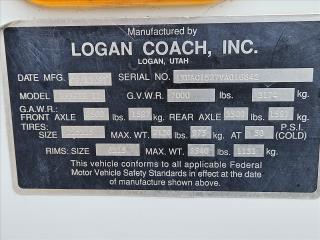 MANUFACTURED BY
LOGAN COACH, INC.
LOGAN, UTAH
DATE MFG. SERIAL NO.
MODEL G.V.W.R. 7000 lbs. 3174 kg.
G.A.W.R.:
FRONT AXLE lbs. kg. REAR AXLE lbs. kg.
TIRES: P.S.I.
SIZE MAX. WT. lbs. kg. AT 50 (COLD)
RIMS: SIZE MAX. WT. lbs. 1151 kg.
This vehicle conforms to all applicable Federal
Motor Vehicle Safety Standards in effect at the date
of manufacture shown above.